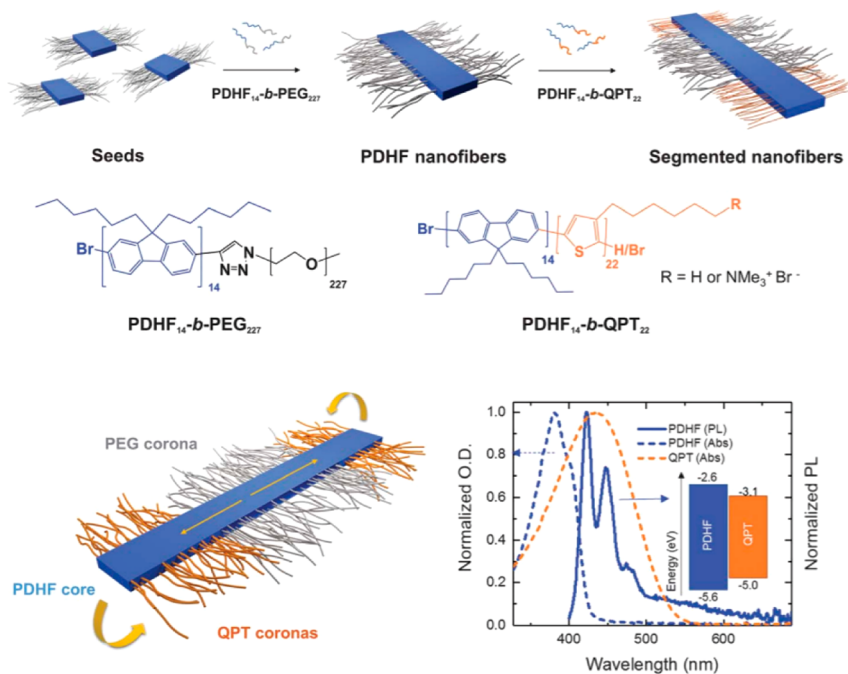 PDHF₁₄-b-PEG₂₂₇
PDHF₁₄-b-QPT₂₂
Seeds
PDHF nanofibers
Segmented nanofibers
Br
14
N
N=N
O
227
PDHF₁₄-b-PEG₂₂₇
Br
14
S
22
H/Br
R
R = H or NMe₃⁺ Br⁻
PDHF₁₄-b-QPT₂₂
PEG corona
PDHF core
QPT coronas
Normalized O.D.
1.0
0.8
0.6
0.4
0.2
0.0
PDHF (PL)
PDHF (Abs)
QPT (Abs)
Energy (eV)
-2.6
-3.1
PDHF
QPT
-5.6
-5.0
Normalized PL
400 500 600
Wavelength (nm)